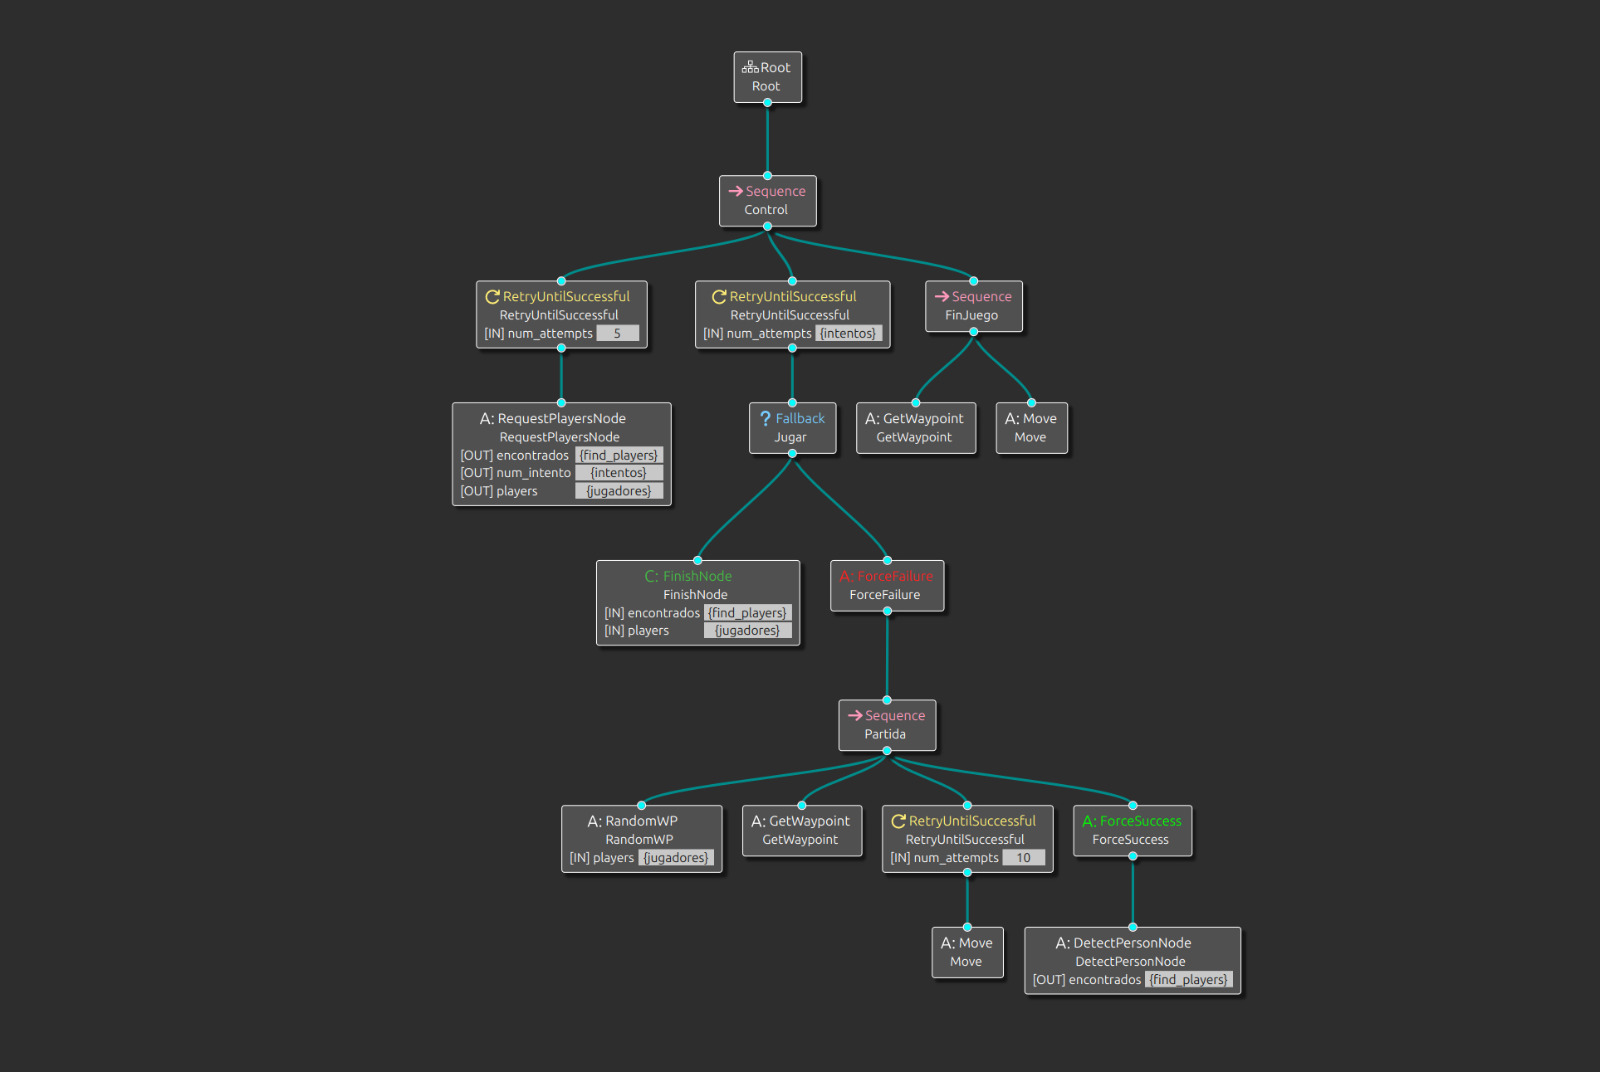 Root
Root
Sequence
Control
RetryUntilSuccessful
RetryUntilSuccessful
[IN] num_attempts 5
RetryUntilSuccessful
RetryUntilSuccessful
[IN] num_attempts {intentos}
Sequence
FinJuego
A: RequestPlayersNode
RequestPlayersNode
[OUT] encontrados {find_players}
[OUT] num_intento {intentos}
[OUT] players {jugadores}
? Fallback
Jugar
A: GetWaypoint
GetWaypoint
A: Move
Move
C: FinishNode
FinishNode
[IN] encontrados {find_players}
[IN] players {jugadores}
A: ForceFailure
ForceFailure
Sequence
Partida
A: RandomWP
RandomWP
[IN] players {jugadores}
A: GetWaypoint
GetWaypoint
RetryUntilSuccessful
RetryUntilSuccessful
[IN] num_attempts 10
A: ForceSuccess
ForceSuccess
A: Move
Move
A: DetectPersonNode
DetectPersonNode
[OUT] encontrados {find_players}